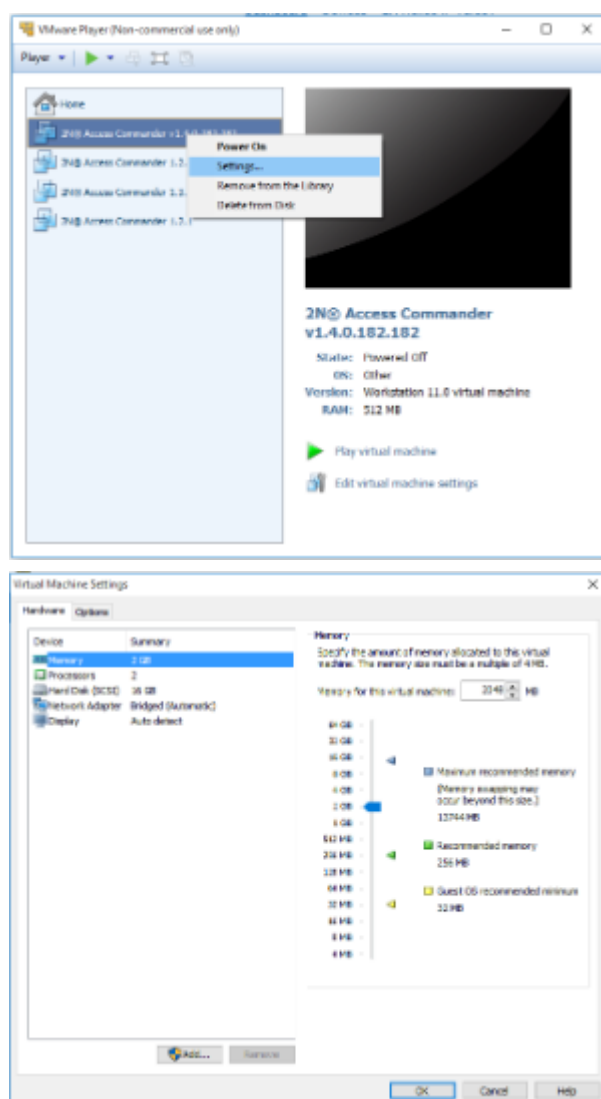 VMware Player (Non-commercial use only)
Player
Home
2N® Access Commander v1.4.0.182.182
2N® Access Commander 1.2.
2N® Access Commander 1.3.
2N® Access Commander 1.2.1
Power On
Settings...
Remove from the Library
Delete from Disk
2N® Access Commander
v1.4.0.182.182
State: Powered Off
OS: Other
Version: Workstation 11.0 virtual machine
RAM: 512 MB
Play virtual machine
Edit virtual machine settings
Virtual Machine Settings
Hardware Options
Device Summary
Memory 2 GB
Processors 2
Hard Disk (SCSI) 16 GB
Network Adapter Bridged (Automatic)
Display Auto detect
Add... Remove
Memory
Specify the amount of memory allocated to this virtual
machine. The memory size must be a multiple of 4 MB.
Memory for this virtual machine: 2048 MB
64 GB
32 GB
16 GB
8 GB
4 GB
2 GB
1 GB
512 MB
256 MB
128 MB
64 MB
32 MB
16 MB
8 MB
4 MB
Maximum recommended memory
(Memory swapping may
occur beyond this size.)
13744 MB
Recommended memory
256 MB
Guest OS recommended minimum
32 MB
OK Cancel Help